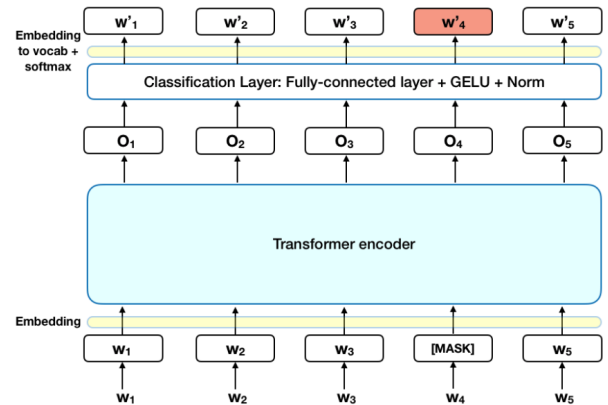 w'₁ w'₂ w'₃ w'₄ w'₅
Embedding
to vocab +
softmax
Classification Layer: Fully-connected layer + GELU + Norm
O₁ O₂ O₃ O₄ O₅
Transformer encoder
Embedding
W₁ W₂ W₃ [MASK] W₅
W₁ W₂ W₃ W₄ W₅